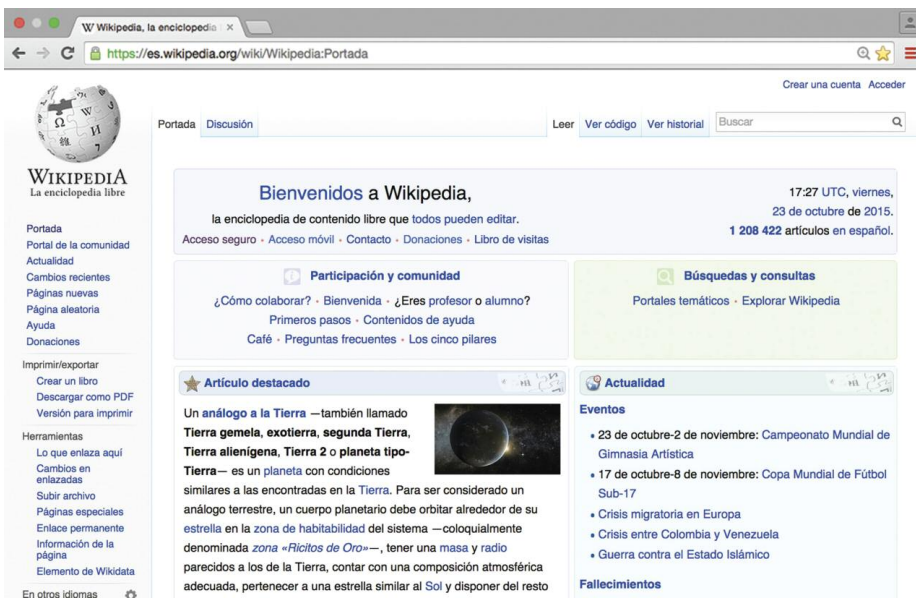 Wikipedia, la enciclopedia
https://es.wikipedia.org/wiki/Wikipedia:Portada
Crear una cuenta Acceder
Portada Discusión Leer Ver código Ver historial Buscar
WIKIPEDIA
La enciclopedia libre
Portada
Portal de la comunidad
Actualidad
Cambios recientes
Páginas nuevas
Página aleatoria
Ayuda
Donaciones
Imprimir/exportar
Crear un libro
Descargar como PDF
Versión para imprimir
Herramientas
Lo que enlaza aquí
Cambios en
enlazadas
Subir archivo
Páginas especiales
Enlace permanente
Información de la
página
Elemento de Wikidata
En otros idiomas
Bienvenidos a Wikipedia,
la enciclopedia de contenido libre que todos pueden editar.
Acceso seguro • Acceso móvil • Contacto • Donaciones • Libro de visitas
17:27 UTC, viernes,
23 de octubre de 2015.
1 208 422 artículos en español.
Participación y comunidad
¿Cómo colaborar? • Bienvenida • ¿Eres profesor o alumno?
Primeros pasos • Contenidos de ayuda
Café • Preguntas frecuentes • Los cinco pilares
Búsquedas y consultas
Portales temáticos • Explorar Wikipedia
Artículo destacado
Un análogo a la Tierra —también llamado
Tierra gemela, exotierra, segunda Tierra,
Tierra alienígena, Tierra 2 o planeta tipo-
Tierra— es un planeta con condiciones
similares a las encontradas en la Tierra. Para ser considerado un
análogo terrestre, un cuerpo planetario debe orbitar alrededor de su
estrella en la zona de habitabilidad del sistema —coloquialmente
denominada zona «Ricitos de Oro»—, tener una masa y radio
parecidos a los de la Tierra, contar con una composición atmosférica
adecuada, pertenecer a una estrella similar al Sol y disponer del resto
Actualidad
Eventos
• 23 de octubre-2 de noviembre: Campeonato Mundial de
Gimnasia Artística
• 17 de octubre-8 de noviembre: Copa Mundial de Fútbol
Sub-17
• Crisis migratoria en Europa
• Crisis entre Colombia y Venezuela
• Guerra contra el Estado Islámico
Fallecimientos